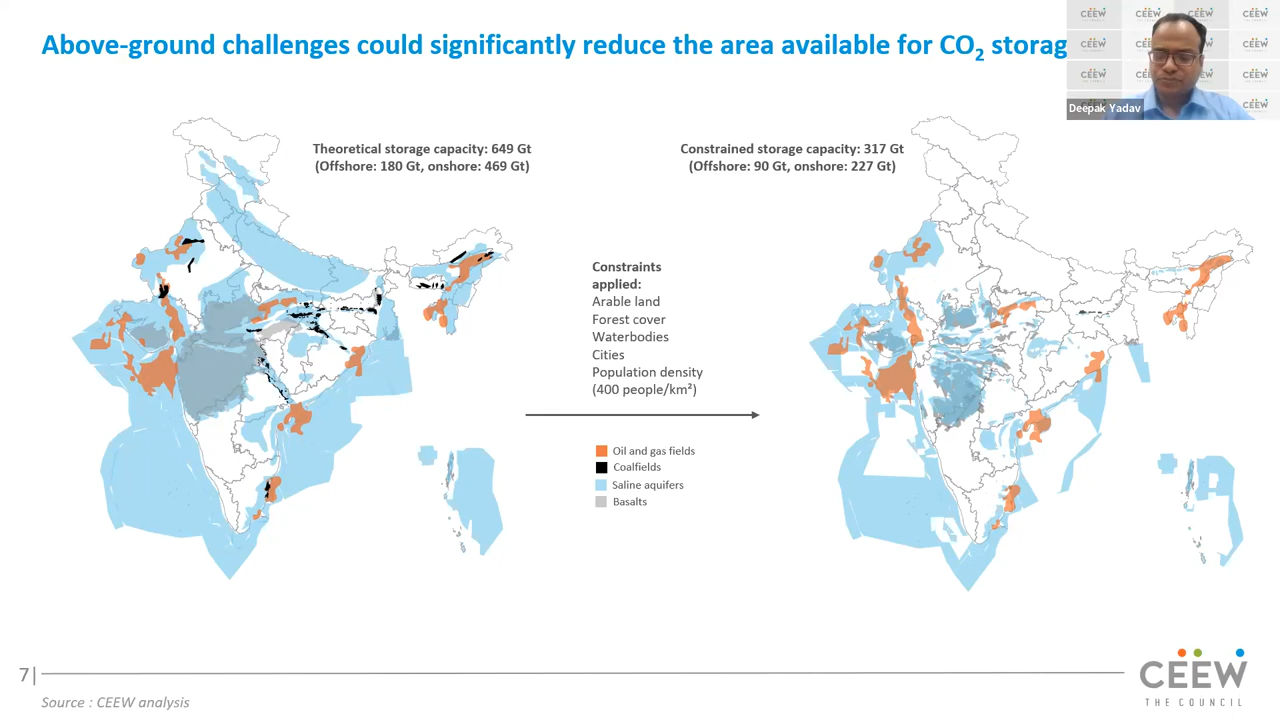 Above-ground challenges could significantly reduce the area available for CO₂ storag
CEEW
Deepak Yadav
Theoretical storage capacity: 649 Gt
(Offshore: 180 Gt, onshore: 469 Gt)
Constrained storage capacity: 317 Gt
(Offshore: 90 Gt, onshore: 227 Gt)
Constraints
applied:
Arable land
Forest cover
Waterbodies
Cities
Population density
(400 people/km²)
Oil and gas fields
Coalfields
Saline aquifers
Basalts
7
Source : CEEW analysis
CEEW
THE COUNCIL